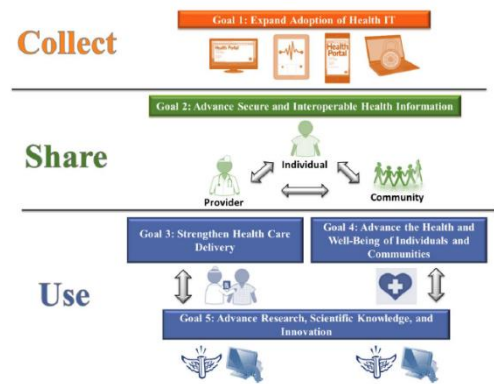 Collect
Goal 1: Expand Adoption of Health IT
Health Portal
Health
Portal
Share
Goal 2: Advance Secure and Interoperable Health Information
Individual
Provider
Community
Use
Goal 3: Strengthen Health Care
Delivery
Goal 4: Advance the Health and
Well-Being of Individuals and
Communities
Goal 5: Advance Research, Scientific Knowledge, and
Innovation